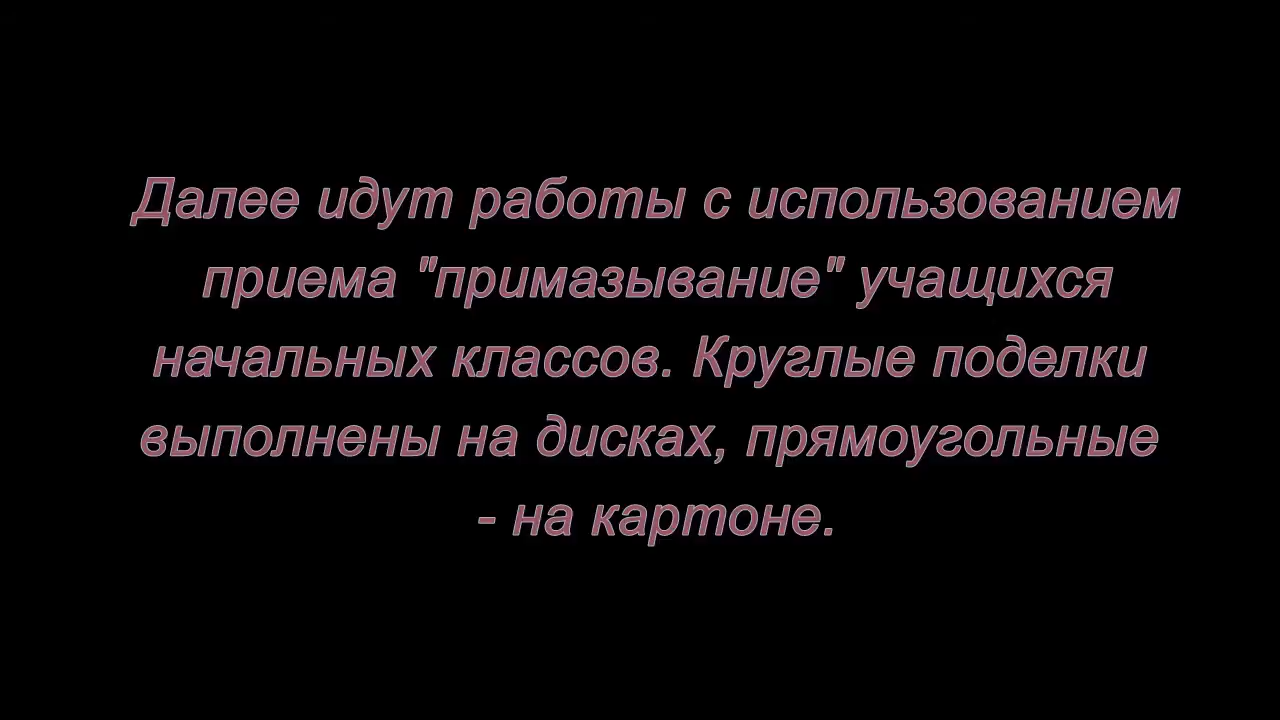 Далее идут работы с использованием
приема "примазывание" учащихся
начальных классов. Круглые поделки
выполнены на дисках, прямоугольные
- на картоне.